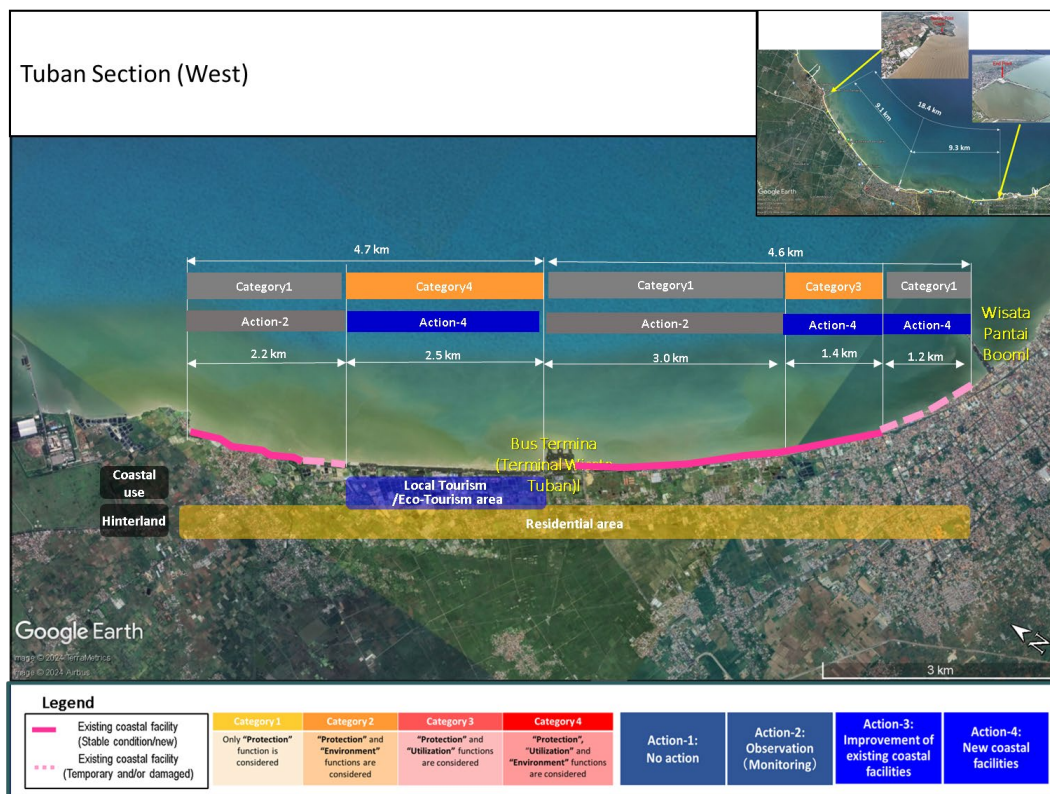 Tuban Section (West)
9.1 km
18.4 km
9.3 km
Google Earth
4.7 km
4.6 km
Category1
Category4
Category1
Category3
Category1
Action-2
Action-4
Action-2
Action-4
Action-4
Wisata
Pantai
Booml
2.2 km
2.5 km
3.0 km
1.4 km
1.2 km
Bus Termina
(Terminal Wisata
Tuban)l
Coastal
use
Local Tourism
/Eco-Tourism area
Hinterland
Residential area
Google Earth
Image © 2024 TerraMetrics
Image © 2024 Airbus
N
3 km
Legend
Existing coastal facility
(Stable condition/new)
Existing coastal facility
(Temporary and/or damaged)
Category 1
Only "Protection"
function is
considered
Category 2
"Protection" and
"Environment"
functions are
considered
Category 3
"Protection" and
"Utilization" functions
are considered
Category 4
"Protection",
"Utilization" and
"Environment" functions
are considered
Action-1:
No action
Action-2:
Observation
(Monitoring)
Action-3:
Improvement of
existing coastal
facilities
Action-4:
New coastal
facilities